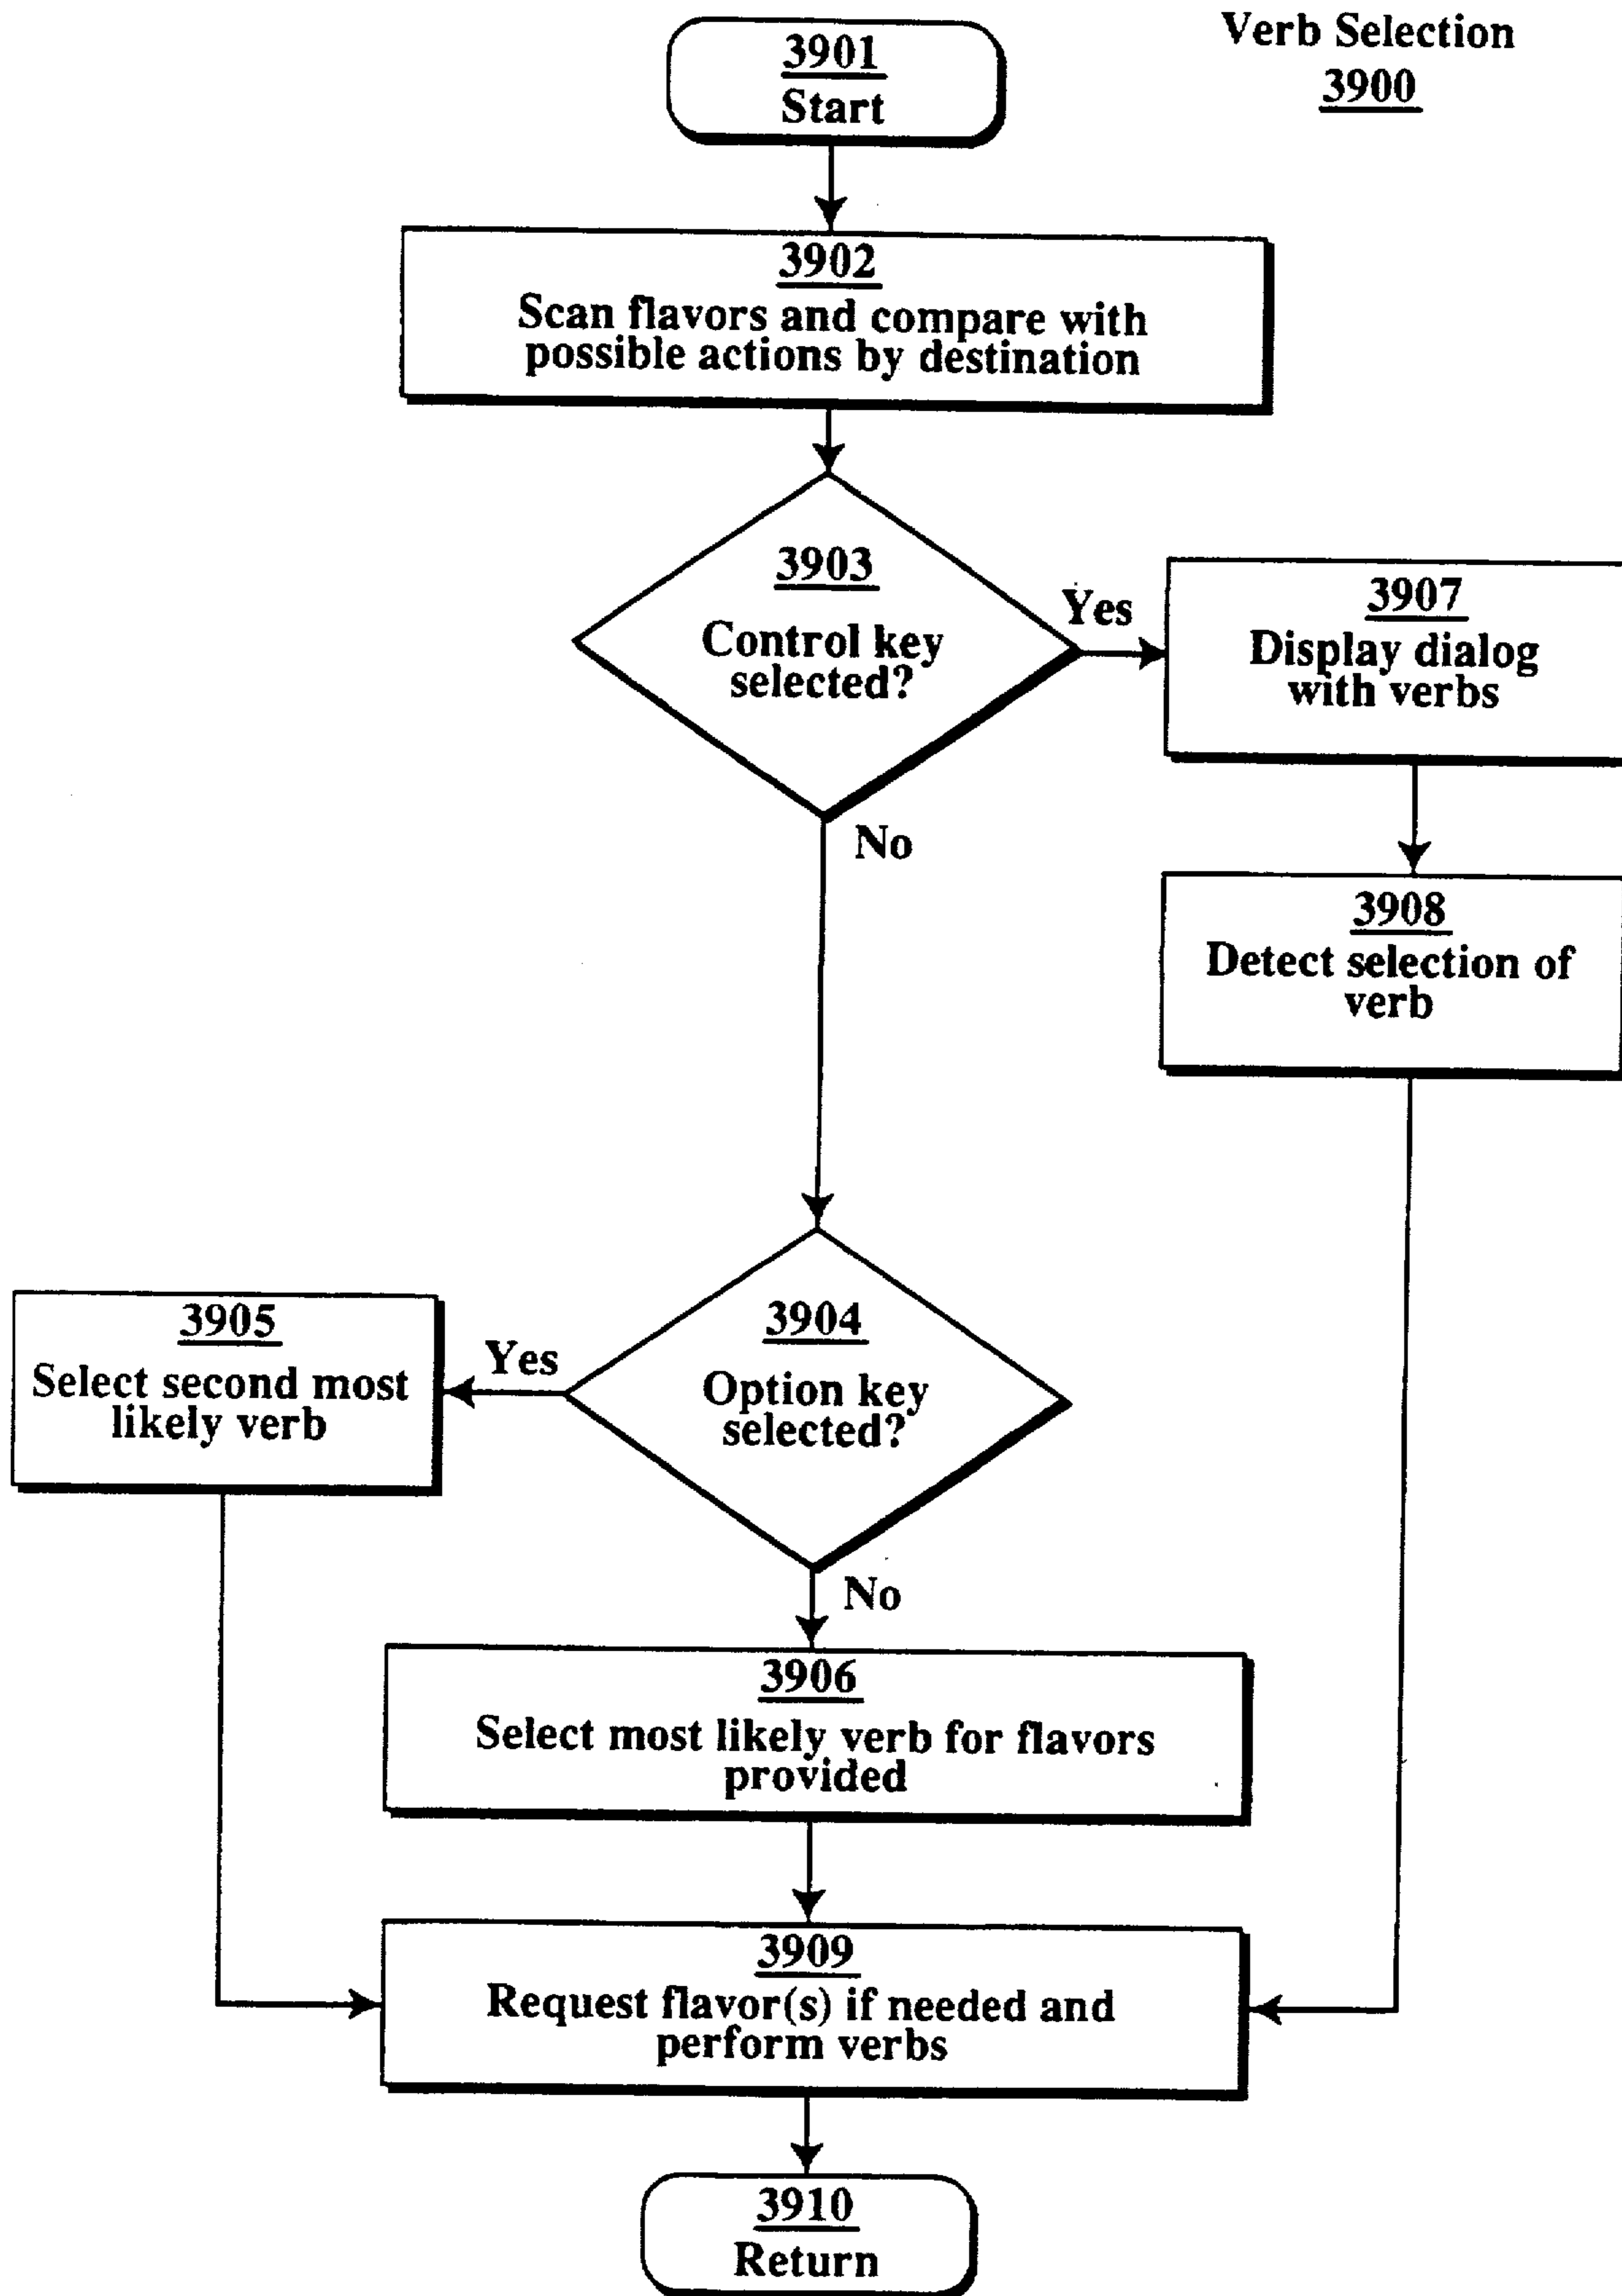 Verb Selection
3900
3901
Start
3902
Scan flavors and compare with
possible actions by destination
3903
Control key
selected?
Yes
No
3907
Display dialog
with verbs
3908
Detect selection of
verb
3904
Option key
selected?
Yes
No
3905
Select second most
likely verb
3906
Select most likely verb for flavors
provided
3909
Request flavor(s) if needed and
perform verbs
3910
Return